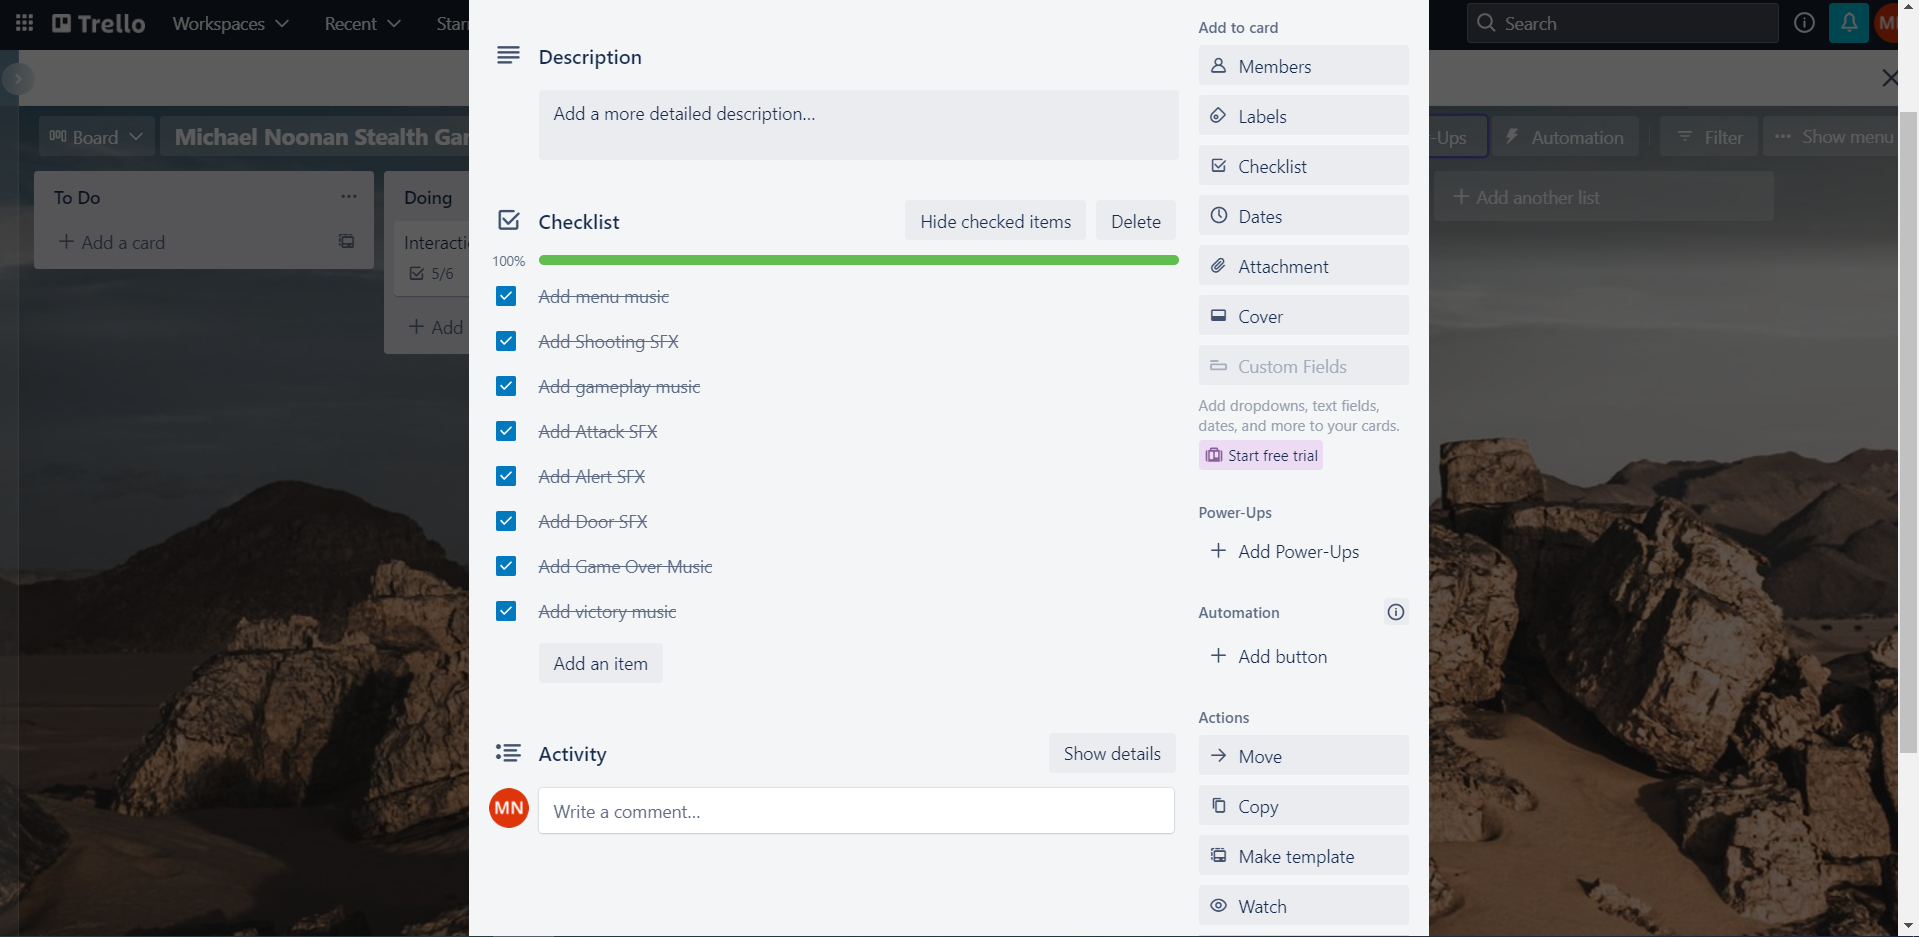 Trello
Workspaces
Recent
Search
Board
Michael Noonan Stealth
-Ups
Automation
Filter
Show menu
To Do
Add a card
Doing
5/6
Add
Add another list
Description
Add a more detailed description...
Checklist
Hide checked items
Delete
100%
Add menu music
Add Shooting SFX
Add gameplay music
Add Attack SFX
Add Alert SFX
Add Door SFX
Add Game Over Music
Add victory music
Add an item
Activity
Show details
MN
Write a comment...
Add to card
Members
Labels
Checklist
Dates
Attachment
Cover
Custom Fields
Add dropdowns, text fields,
dates, and more to your cards.
Start free trial
Power-Ups
Add Power-Ups
Automation
Add button
Actions
Move
Copy
Make template
Watch